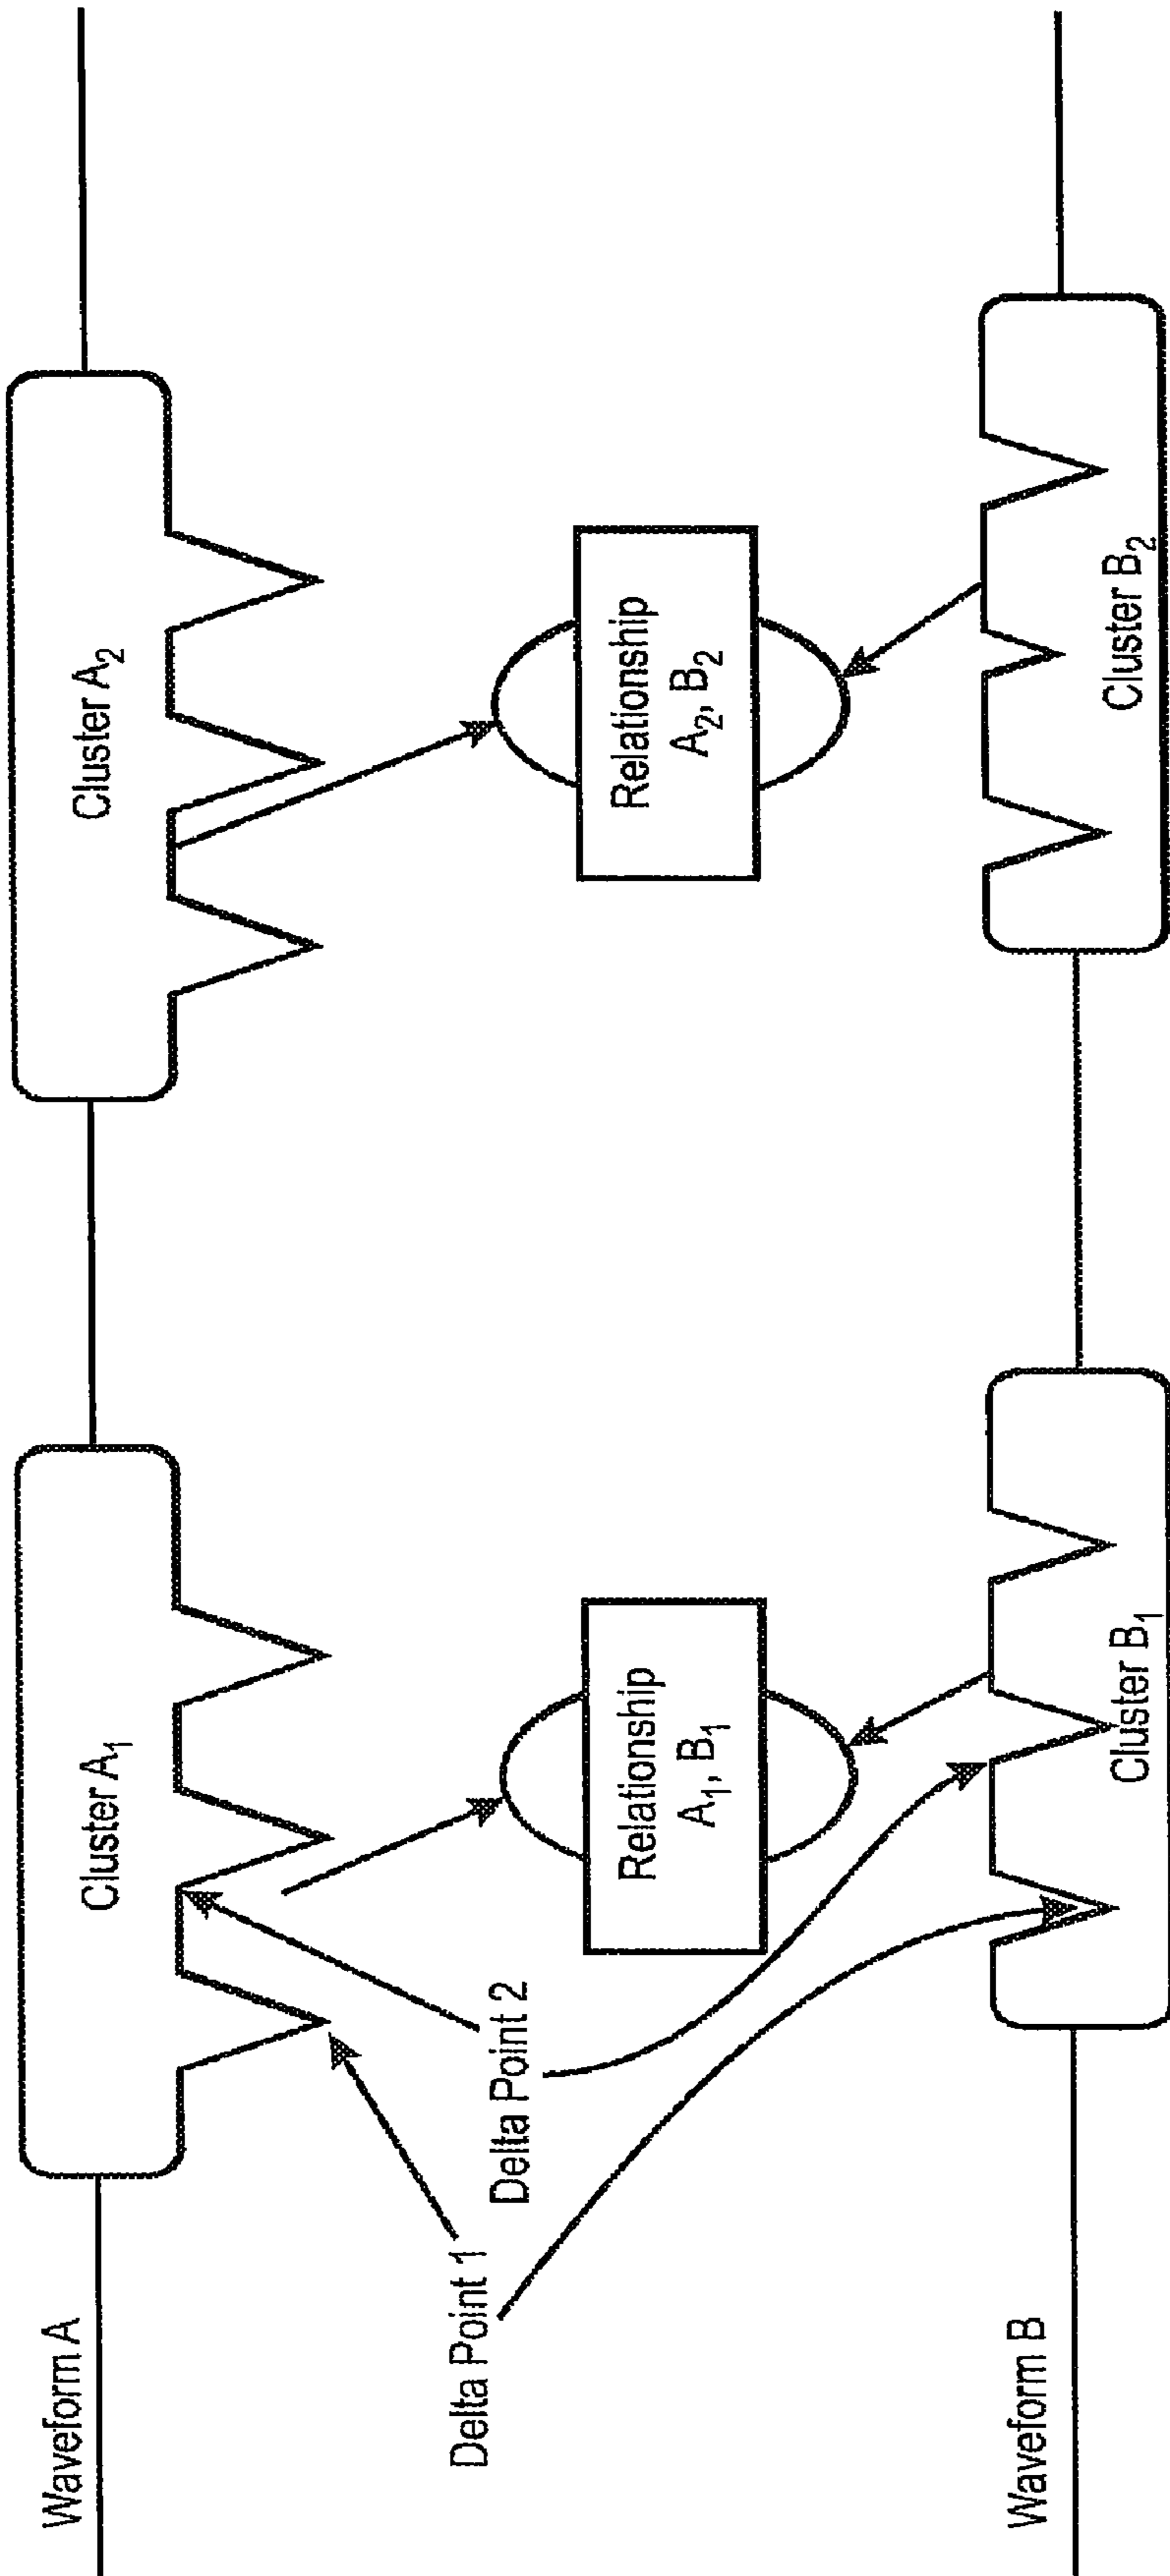 Waveform A
Cluster A₁
Cluster A₂
Delta Point 1
Delta Point 2
Relationship
A₁, B₁
Relationship
A₂, B₂
Waveform B
Cluster B₁
Cluster B₂